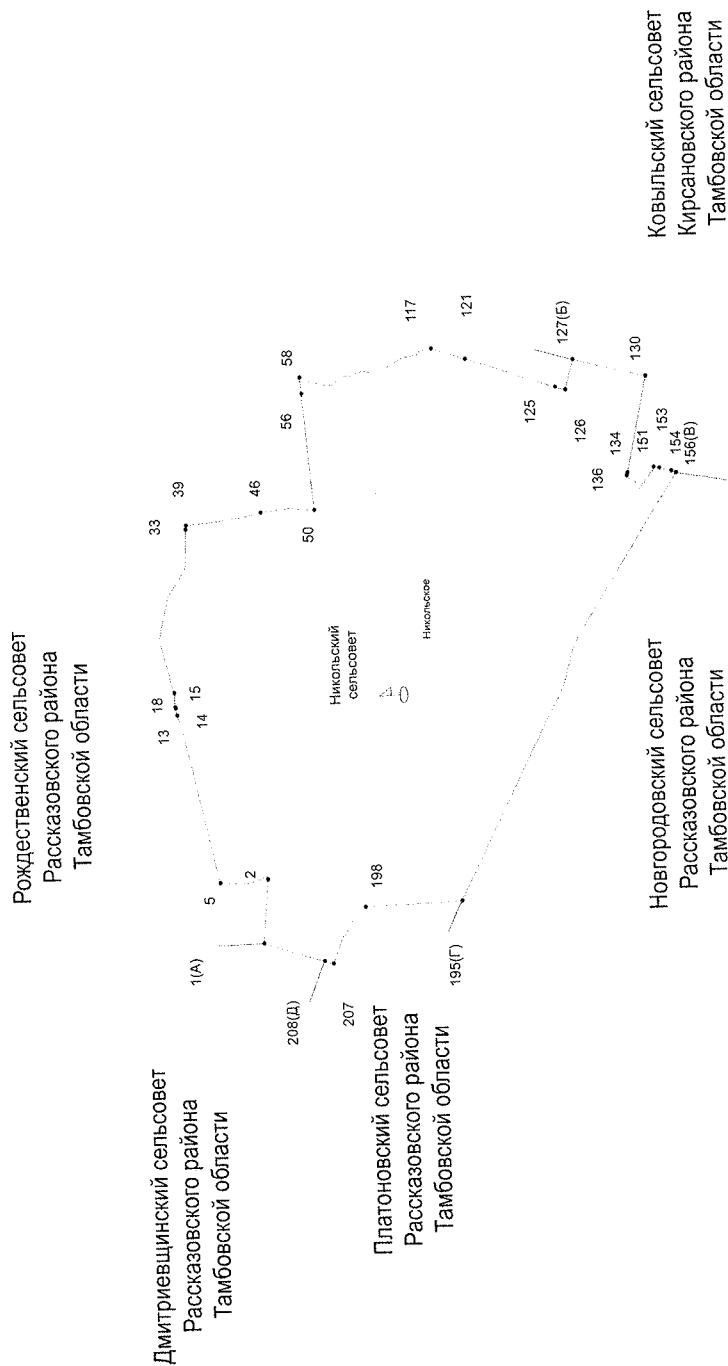 Рождественский сельсовет
Рассказовского района
Тамбовской области
Дмитриевщинский сельсовет
Рассказовского района
Тамбовской области
Платоновский сельсовет
Рассказовского района
Тамбовской области
Новгородовский сельсовет
Рассказовского района
Тамбовской области
Ковыльский сельсовет
Кирсановского района
Тамбовской области
Никольский
сельсовет
40
Никольское
1(А)
2
5
13
14
18
15
33
39
46
50
56
58
117
121
125
126
127(Б)
130
134
136
151
153
154
156(В)
195(Г)
198
207
208(Д)